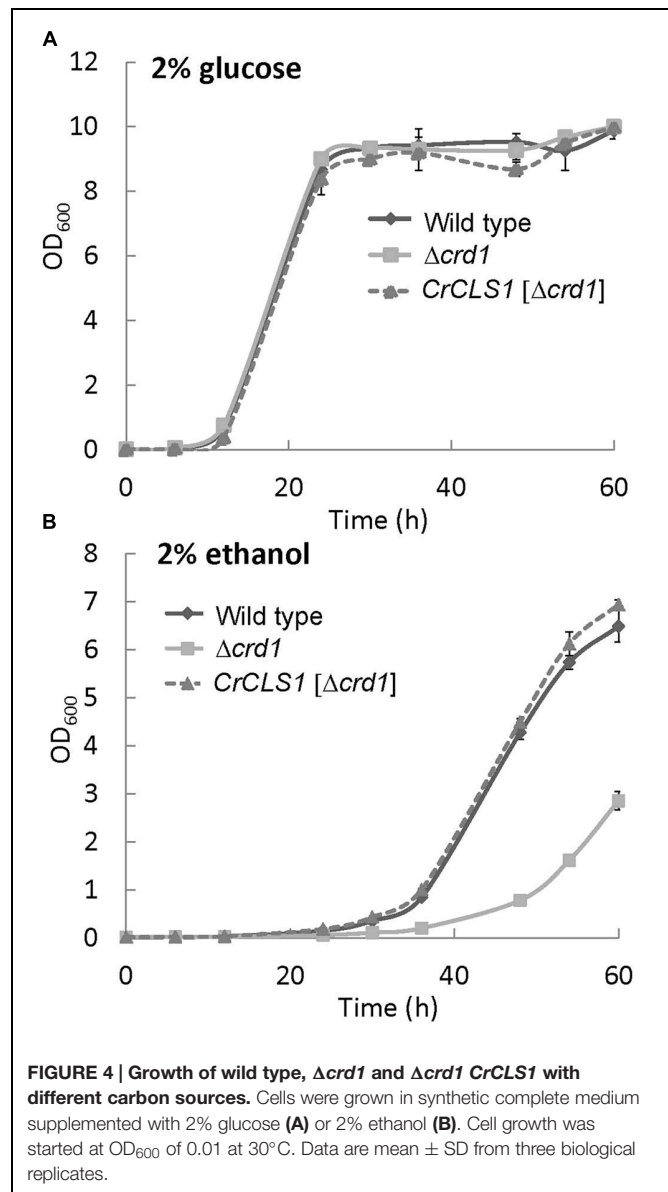 A
2% glucose
12
10
8
6
4
2
0
OD600
Wild type
Δcrd1
CrCLS1 [Δcrd1]
0 20 40 60
Time (h)
B
2% ethanol
8
7
6
5
4
3
2
1
0
OD600
Wild type
Δcrd1
CrCLS1 [Δcrd1]
0 20 40 60
Time (h)
FIGURE 4 | Growth of wild type, Δcrd1 and Δcrd1 CrCLS1 with
different carbon sources. Cells were grown in synthetic complete medium
supplemented with 2% glucose (A) or 2% ethanol (B). Cell growth was
started at OD600 of 0.01 at 30°C. Data are mean ± SD from three biological
replicates.